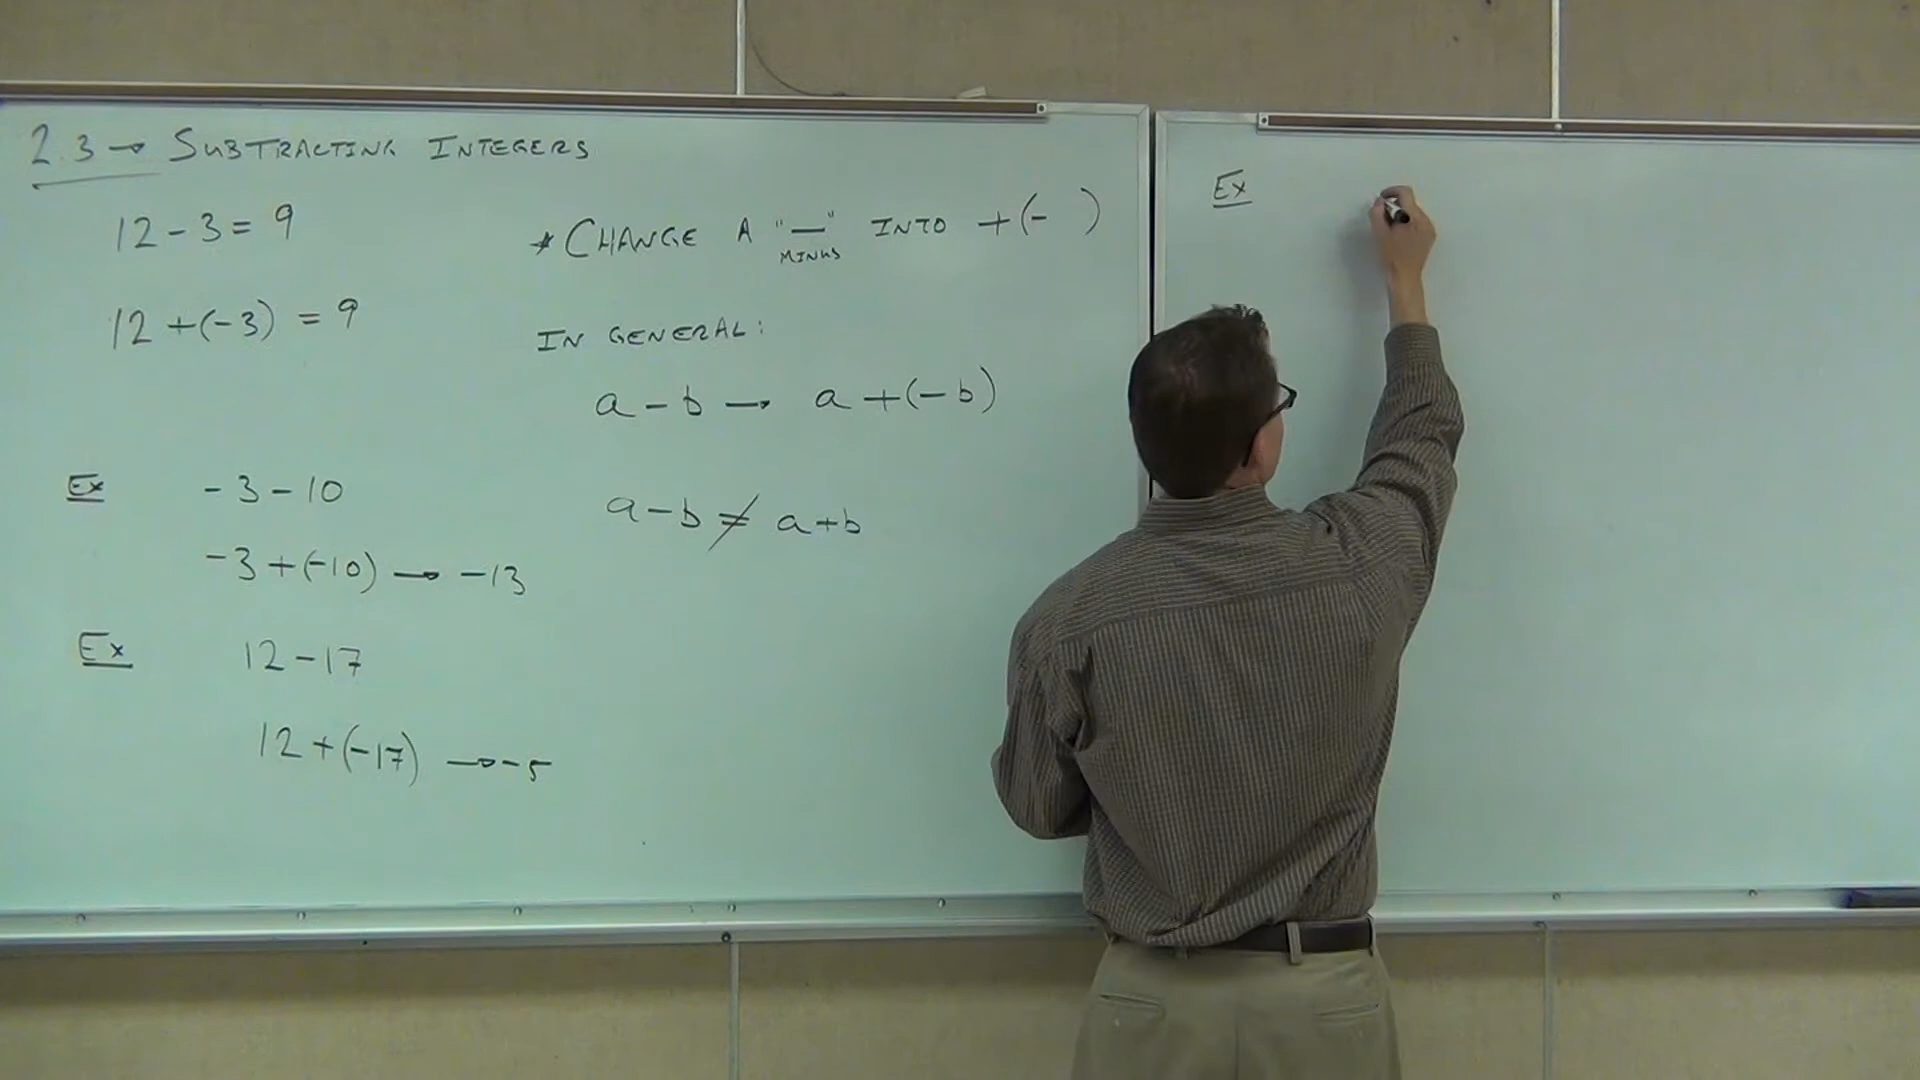 2.3 → SUBTRACTING INTEGERS
12 - 3 = 9
12 + (-3) = 9
* CHANGE A "—" INTO + (-  )
MINUS
IN GENERAL:
a - b → a + (- b)
a - b ≠ a + b
Ex -3 - 10
-3 + (-10) → -13
Ex 12 - 17
12 + (-17) → -5
Ex